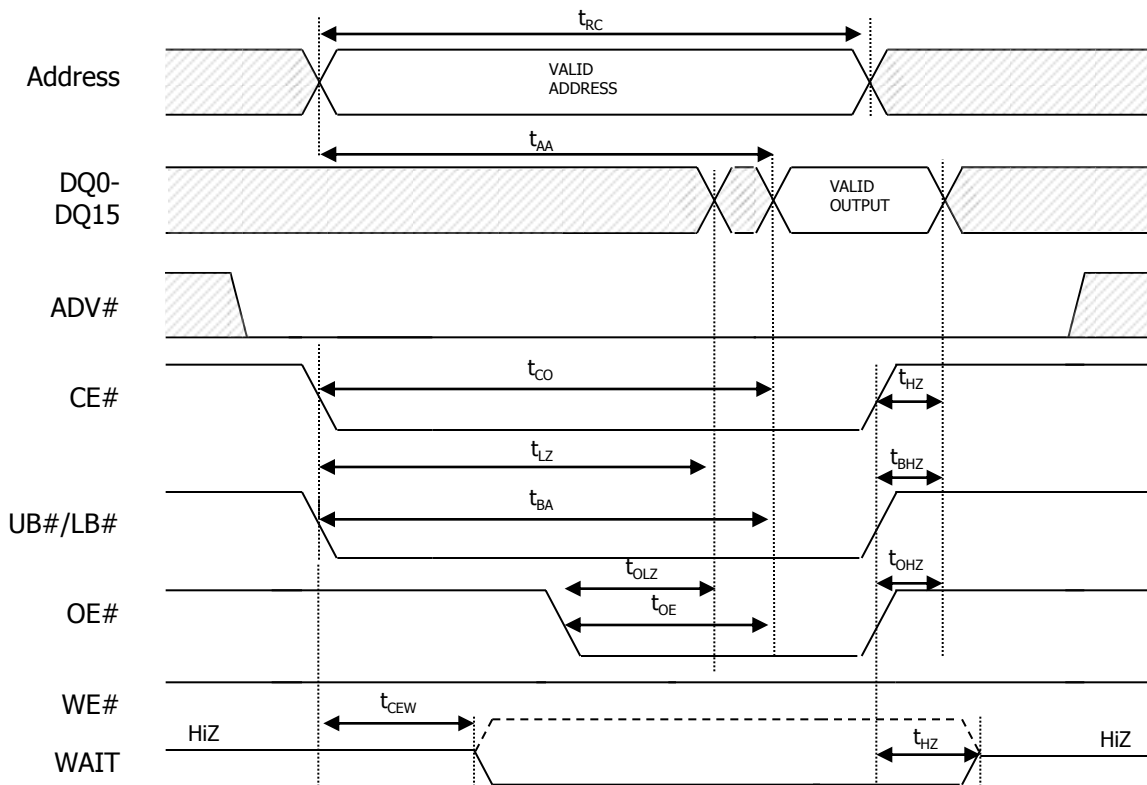 tRC
Address
VALID
ADDRESS
tAA
DQ0-
DQ15
VALID
OUTPUT
ADV#
tCO
tHZ
CE#
tLZ
tBHZ
tBA
UB#/LB#
tOLZ
tOHZ
tOE
OE#
WE#
tCEW
HiZ
tHZ
HiZ
WAIT